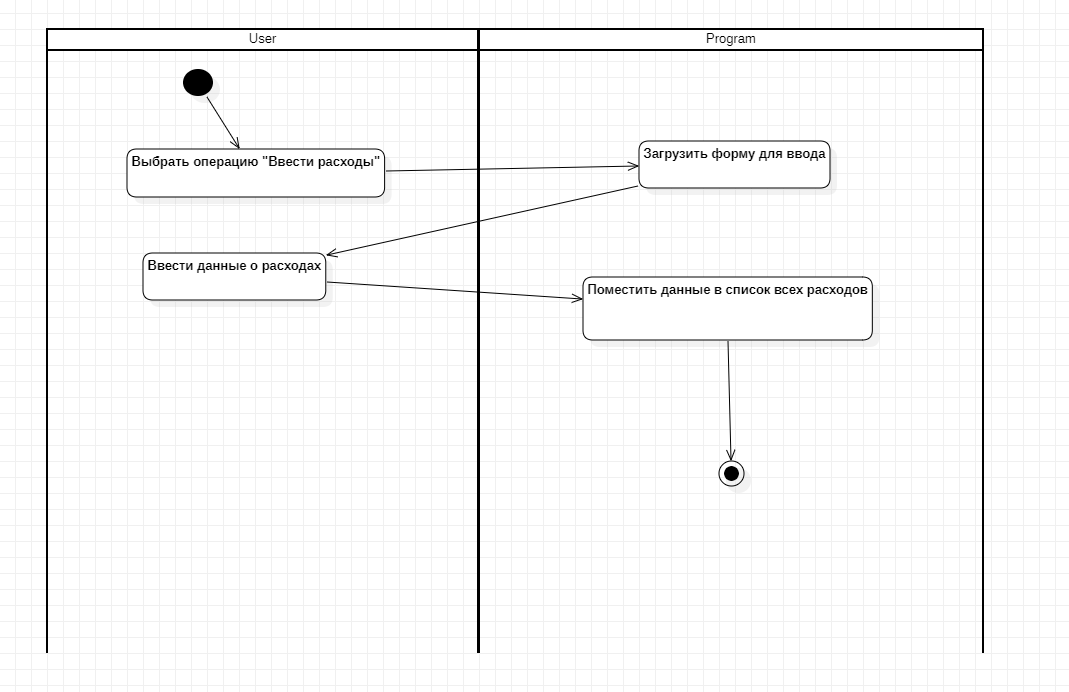 User
Program
Выбрать операцию "Ввести расходы"
Загрузить форму для ввода
Ввести данные о расходах
Поместить данные в список всех расходов